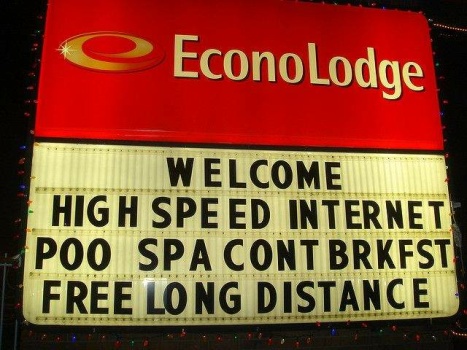 EconoLodge
WELCOME
HIGH SPEED INTERNET
POO SPA CONT BRKFST
FREE LONG DISTANCE